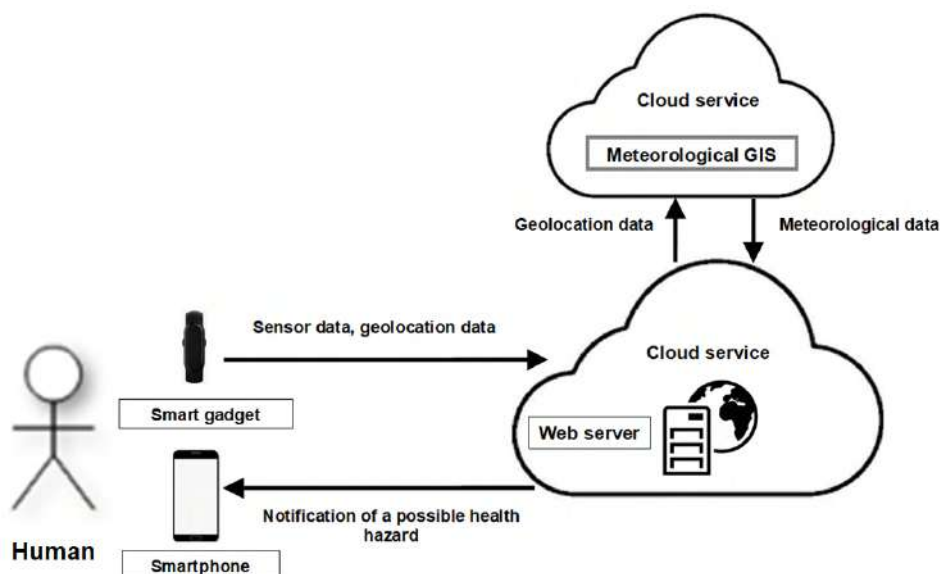 Cloud service
Meteorological GIS
Geolocation data
Meteorological data
Sensor data, geolocation data
Cloud service
Smart gadget
Web server
Notification of a possible health
hazard
Human
Smartphone